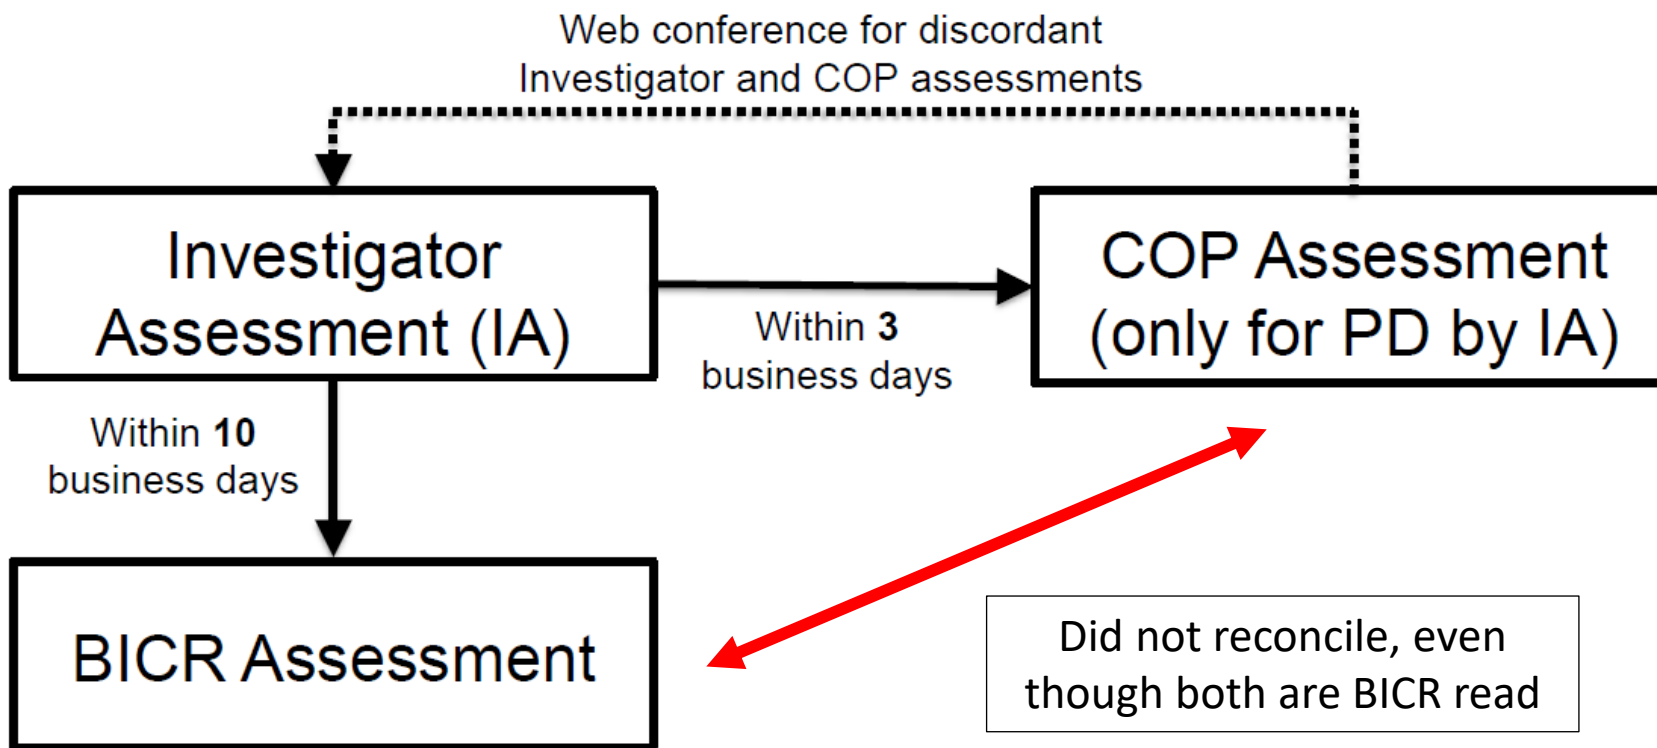 Web conference for discordant
Investigator and COP assessments
Investigator
Assessment (IA)
Within 3
business days
COP Assessment
(only for PD by IA)
Within 10
business days
BICR Assessment
Did not reconcile, even
though both are BICR read